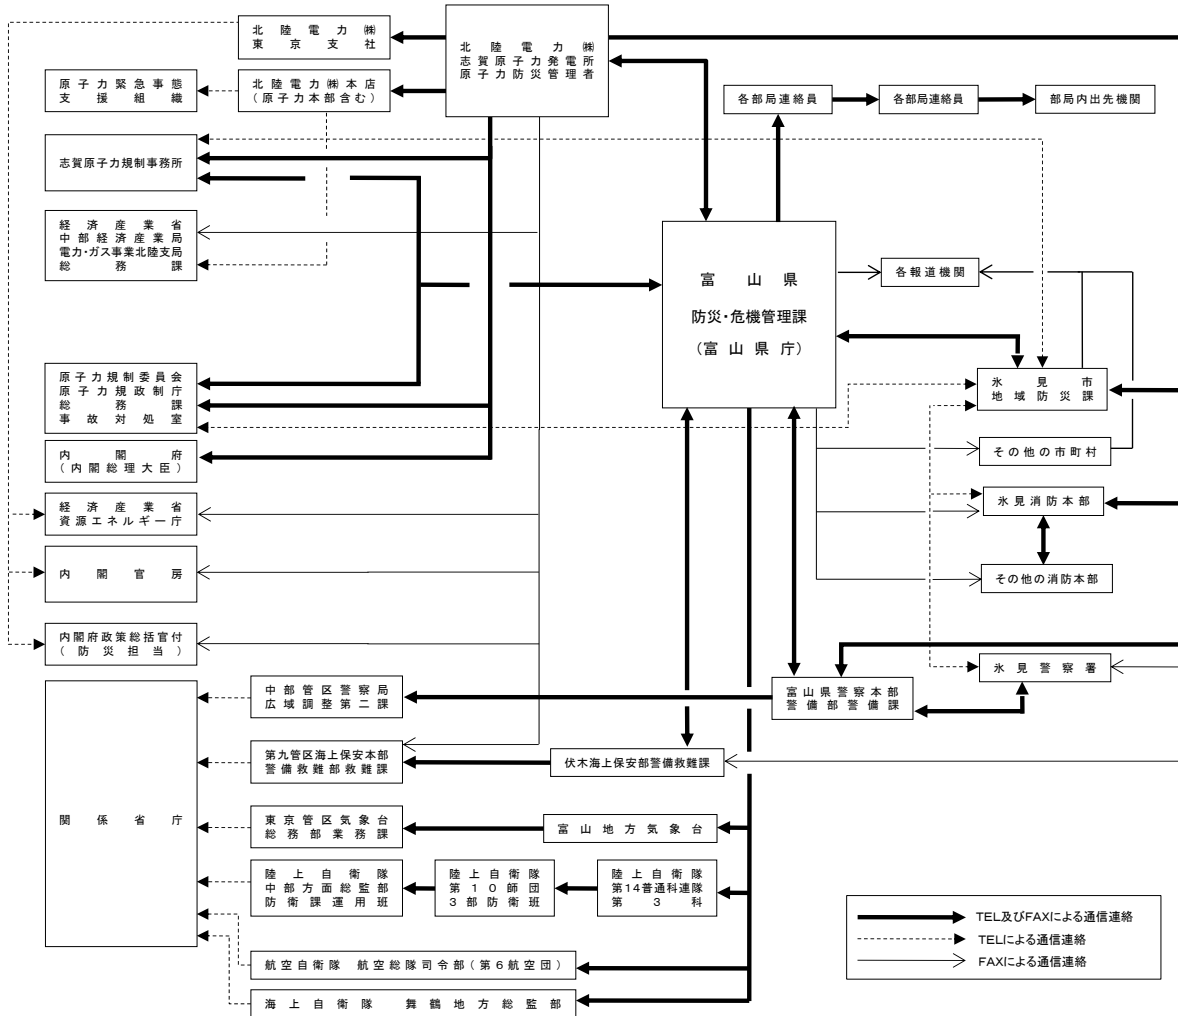 北陸電力㈱
東京支社
北陸電力㈱
志賀原子力発電所
原子力防災管理者
原子力緊急事態
支援組織
北陸電力㈱本店
(原子力本部含む)
各部局連絡員
各部局連絡員
部局内出先機関
志賀原子力規制事務所
経済産業省
中部経済産業局
電力・ガス事業北陸支局
総務課
富山県
防災・危機管理課
(富山県庁)
各報道機関
原子力規制委員会
原子力規政制庁
総務課
事故対処室
氷見市
地域防災課
内閣府
(内閣総理大臣)
その他の市町村
経済産業省
資源エネルギー庁
氷見消防本部
内閣官房
その他の消防本部
内閣府政策総括官付
(防災担当)
氷見警察署
中部管区警察局
広域調整第二課
富山県警察本部
警備部警備課
第九管区海上保安本部
警備救難部救難課
伏木海上保安部警備救難課
関係省庁
東京管区気象台
総務部業務課
富山地方気象台
陸上自衛隊
中部方面総監部
防衛課運用班
陸上自衛隊
第10師団
3部防衛班
陸上自衛隊
第14普通科連隊
第3科
航空自衛隊 航空総隊司令部(第6航空団)
海上自衛隊 舞鶴地方総監部
TEL及びFAXによる通信連絡
TELによる通信連絡
FAXによる通信連絡